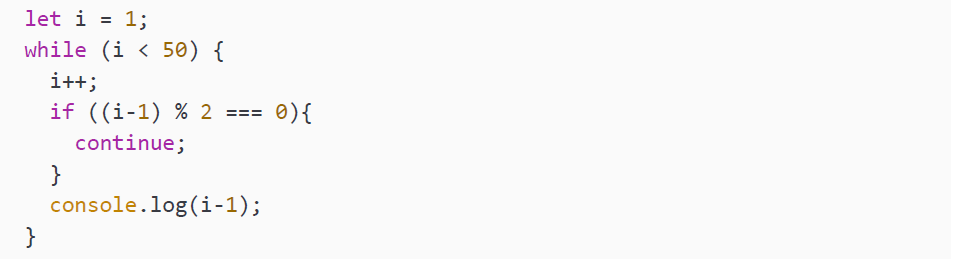 let i = 1;
while (i < 50) {
  i++;
  if ((i-1) % 2 === 0){
    continue;
  }
  console.log(i-1);
}